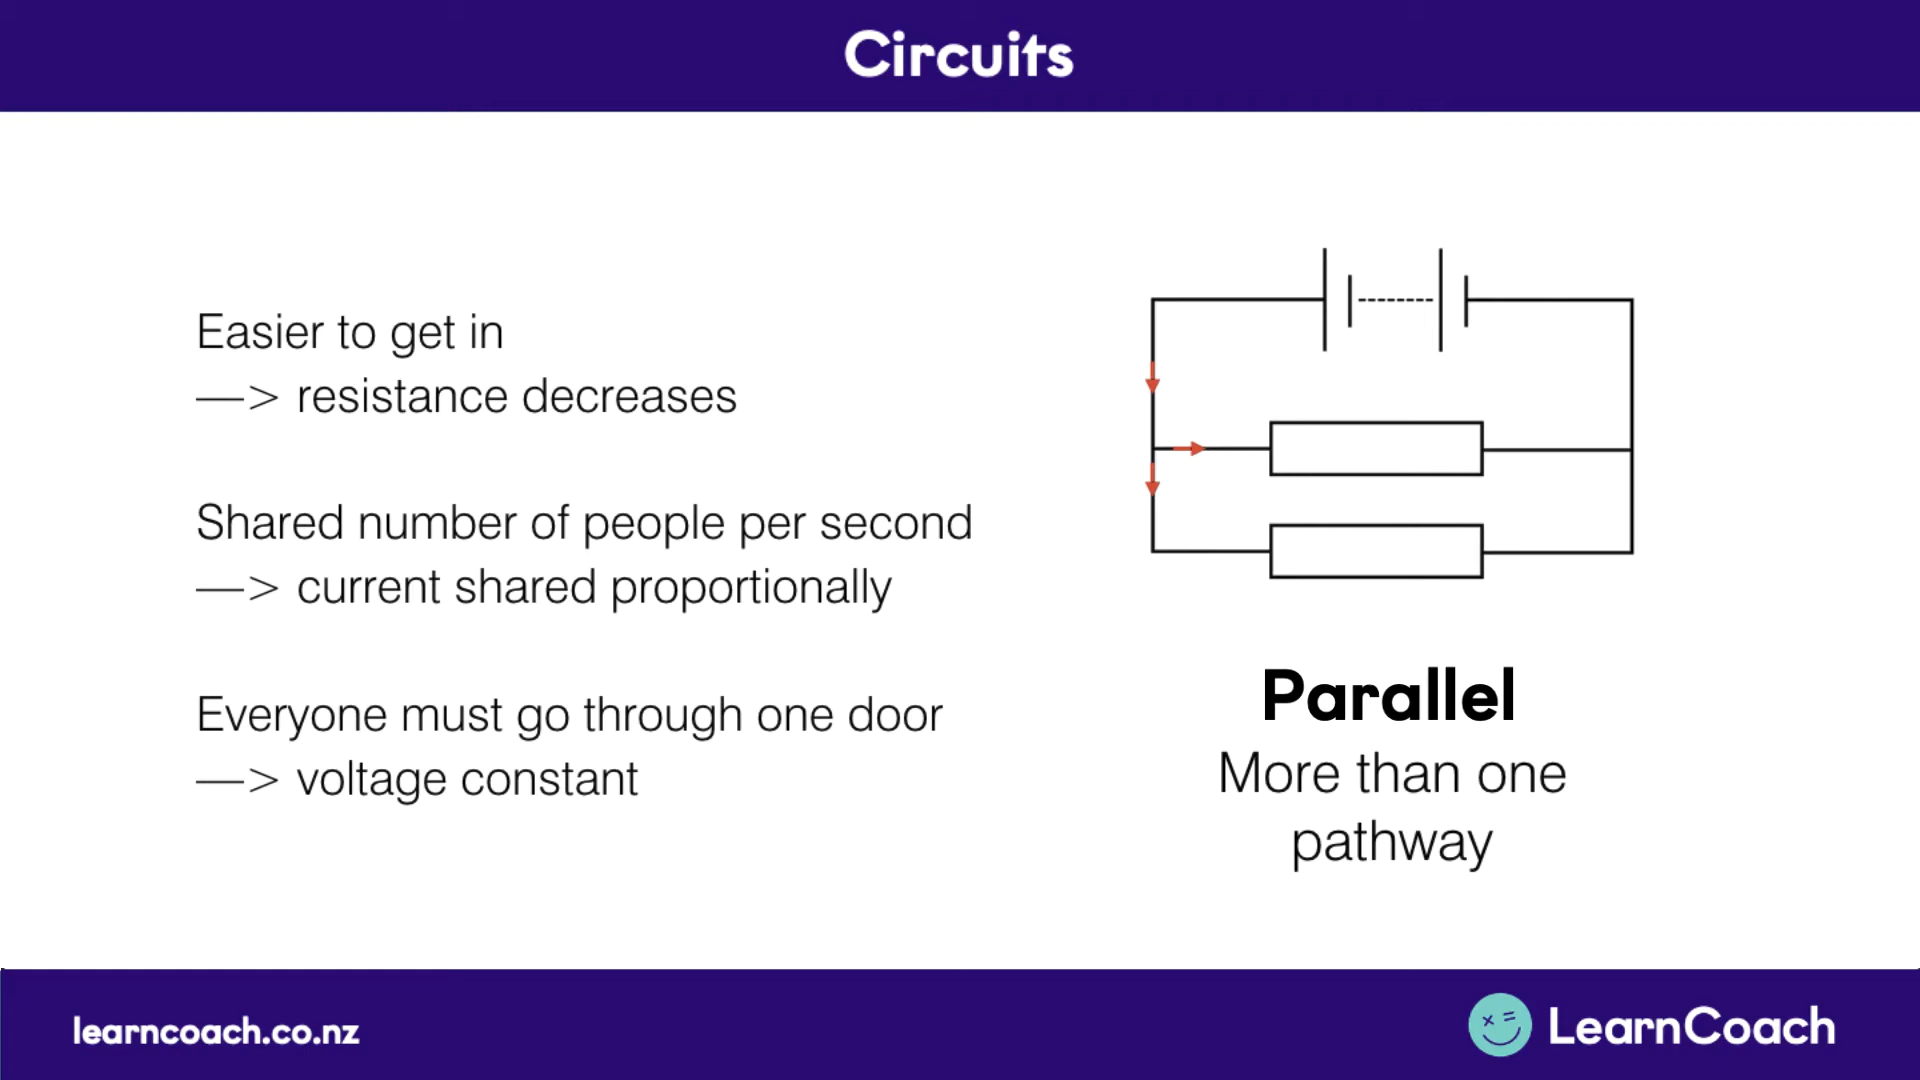 Circuits
Easier to get in
—> resistance decreases
Shared number of people per second
—> current shared proportionally
Everyone must go through one door
—> voltage constant
Parallel
More than one
pathway
learncoach.co.nz
LearnCoach